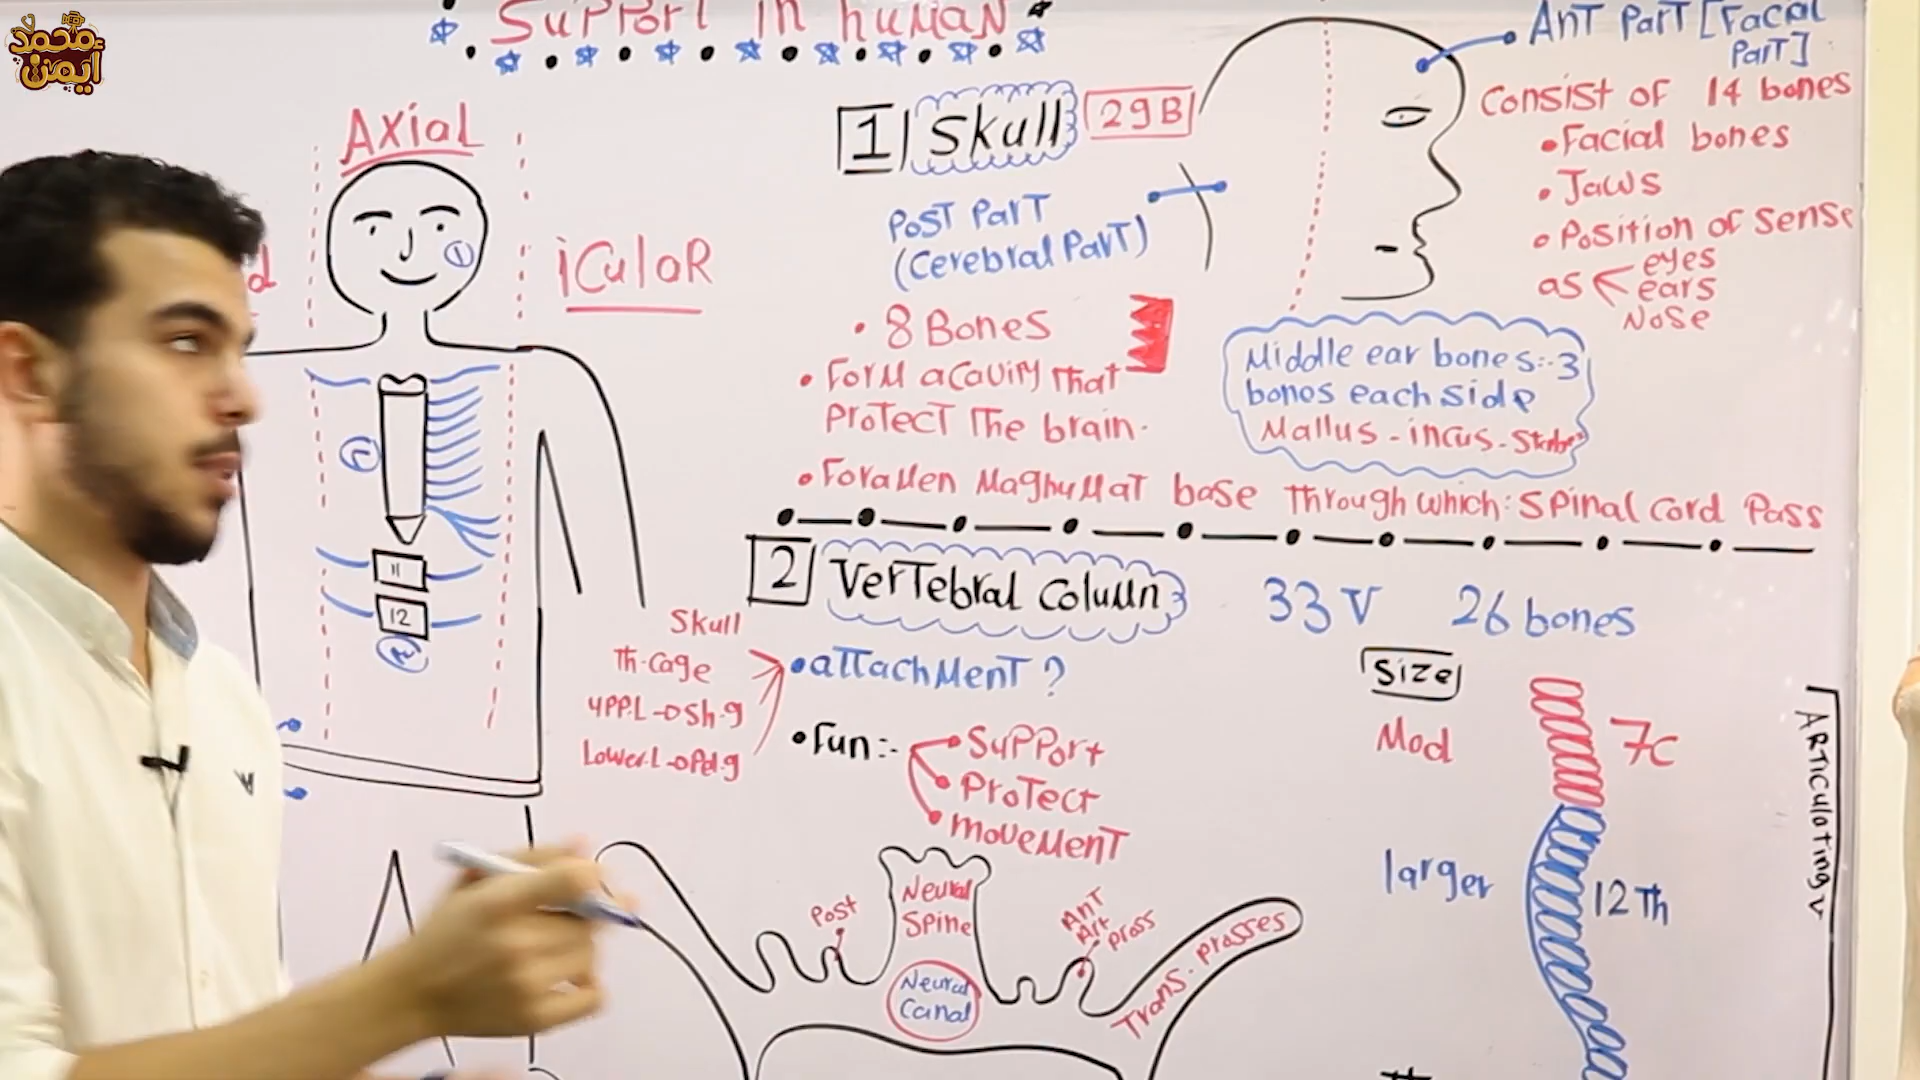 محمد
أيمن
Support in human
Axial
iCulaR
1 Skull 29B
Post Part
(Cerebral Part)
• 8 Bones
• Form a cavity that
Protect The brain.
• Foramen Magnum at base Through which: Spinal Cord Pass
Ant Part [Facial
Part]
Consist of 14 bones
• Facial bones
• Jaws
• Position of Sense
as eyes
ears
Nose
Middle ear bones:- 3
bones each side
Mallus - incus - 
2 Vertebral Column 33 V 26 bones
• attachment ?
Skull
Th. Cage
Upp.L → Sh.g
Lower.L → Pel.g
• Fun:-
• Support
• Protect
• movement
Size
Mod 7C
larger 12 Th
Articulating V
11
12
Post
Neural
Spine
Neural
Canal
Ant
Art
Pross
Trans. prosses